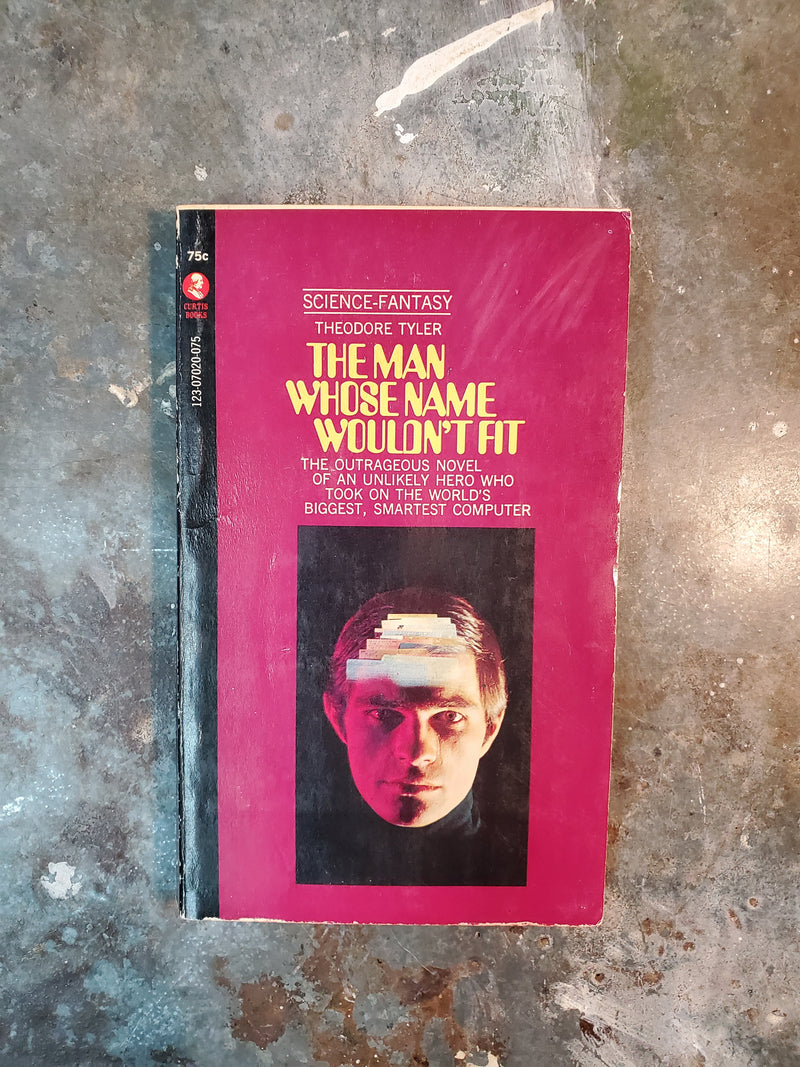 75c
CURTIS
BOOKS
123-07020-075
SCIENCE-FANTASY
THEODORE TYLER
THE MAN
WHOSE NAME
WOULDN'T FIT
THE OUTRAGEOUS NOVEL
OF AN UNLIKELY HERO WHO
TOOK ON THE WORLD'S
BIGGEST, SMARTEST COMPUTER